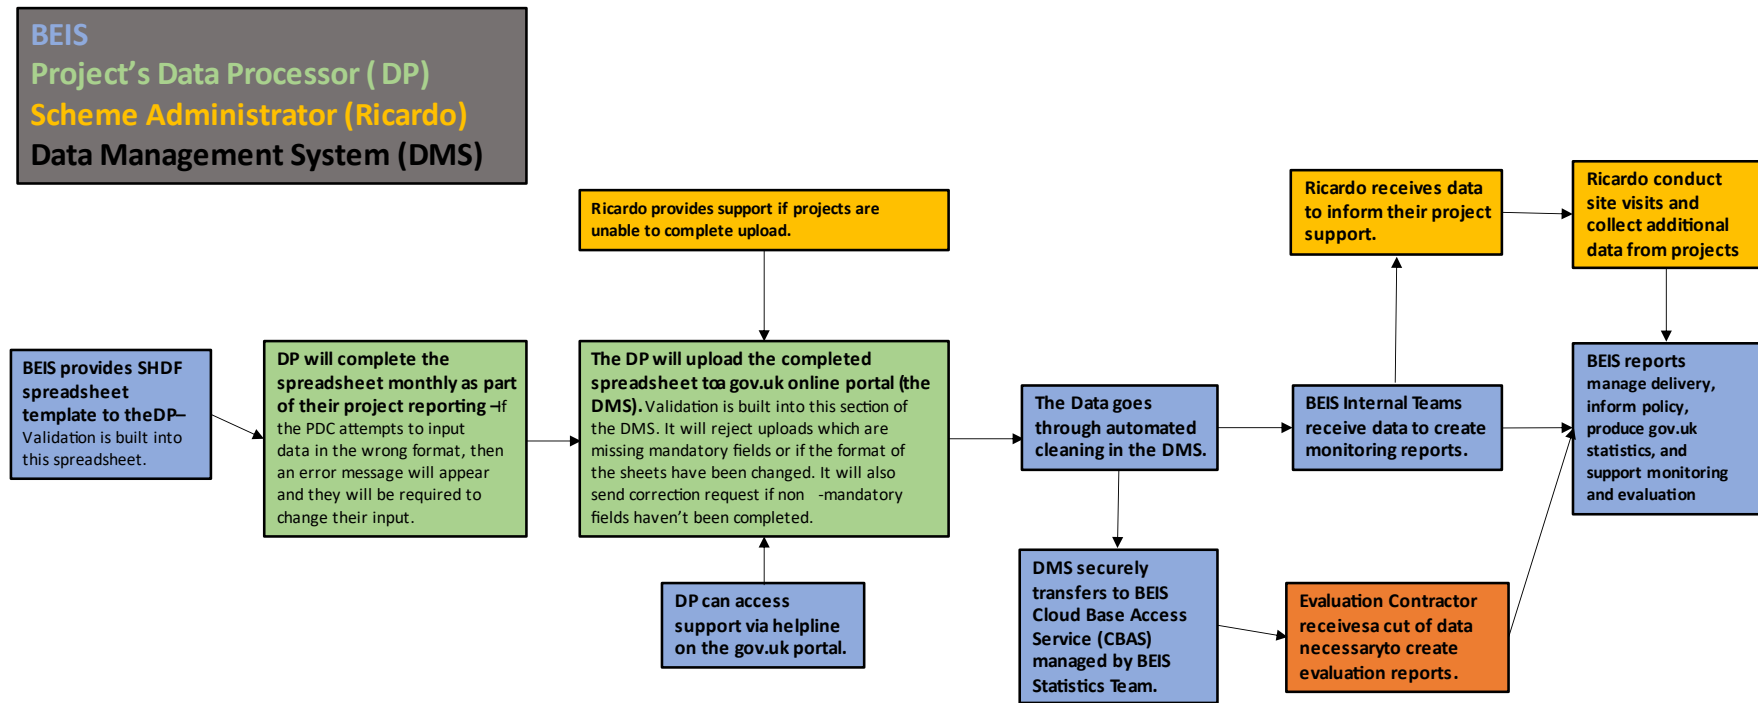 BEIS
Project's Data Processor ( DP)
Scheme Administrator (Ricardo)
Data Management System (DMS)
Ricardo provides support if projects are
unable to complete upload.
Ricardo receives data
to inform their project
support.
Ricardo conduct
site visits and
collect additional
data from projects
BEIS provides SHDF
spreadsheet
template to theDP–
Validation is built into
this spreadsheet.
DP will complete the
spreadsheet monthly as part
of their project reporting –If
the PDC attempts to input
data in the wrong format, then
an error message will appear
and they will be required to
change their input.
The DP will upload the completed
spreadsheet toa gov.uk online portal (the
DMS). Validation is built into this section of
the DMS. It will reject uploads which are
missing mandatory fields or if the format of
the sheets have been changed. It will also
send correction request if non -mandatory
fields haven't been completed.
The Data goes
through automated
cleaning in the DMS.
BEIS Internal Teams
receive data to create
monitoring reports.
BEIS reports
manage delivery,
inform policy,
produce gov.uk
statistics, and
support monitoring
and evaluation
DP can access
support via helpline
on the gov.uk portal.
DMS securely
transfers to BEIS
Cloud Base Access
Service (CBAS)
managed by BEIS
Statistics Team.
Evaluation Contractor
receivesa cut of data
necessaryto create
evaluation reports.